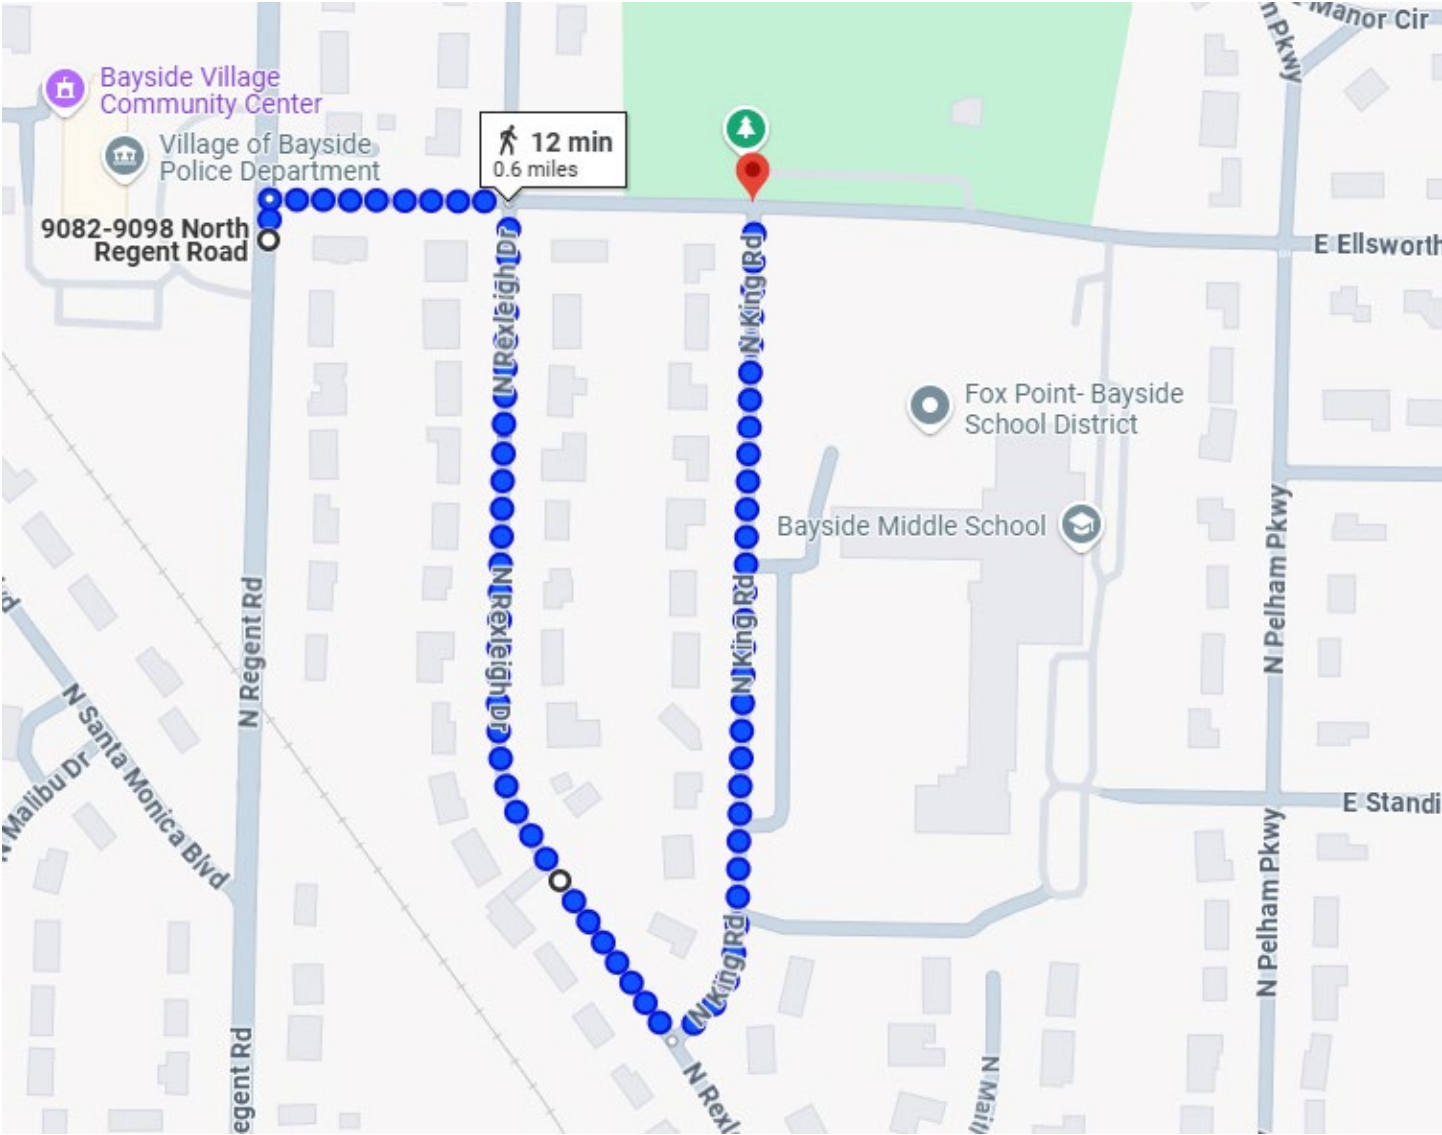 Manor Cir
n Pkwy
Bayside Village
Community Center
Village of Bayside
Police Department
12 min
0.6 miles
9082-9098 North
Regent Road
E Ellsworth
N Rexleigh Dr
N King Rd
Fox Point- Bayside
School District
Bayside Middle School
N Pelham Pkwy
N Regent Rd
N Rexleigh Dr
N King Rd
N Santa Monica Blvd
N Malibu Dr
E Standi
N Pelham Pkwy
N King Rd
egent Rd
N Rexl
N Maitl